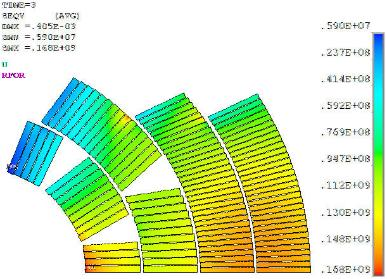 TIME=3
SEQV (AVG)
DMX =.405E-03
SMN =.590E+07
SMX =.168E+09
U
RFOR
.590E+07
.237E+08
.414E+08
.592E+08
.769E+08
.947E+08
.112E+09
.130E+09
.148E+09
.168E+09